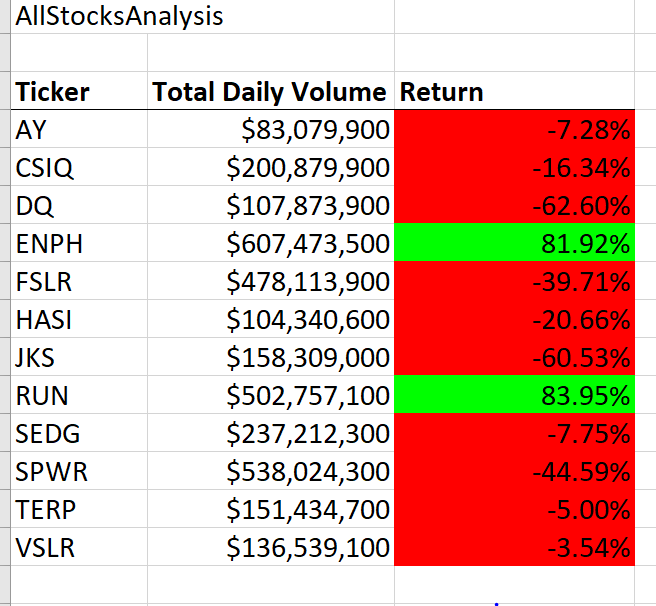 AllStocksAnalysis
Ticker Total Daily Volume Return
AY $83,079,900 -7.28%
CSIQ $200,879,900 -16.34%
DQ $107,873,900 -62.60%
ENPH $607,473,500 81.92%
FSLR $478,113,900 -39.71%
HASI $104,340,600 -20.66%
JKS $158,309,000 -60.53%
RUN $502,757,100 83.95%
SEDG $237,212,300 -7.75%
SPWR $538,024,300 -44.59%
TERP $151,434,700 -5.00%
VSLR $136,539,100 -3.54%